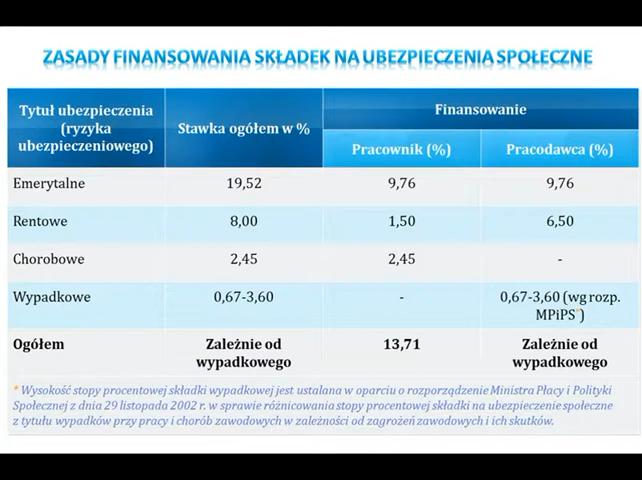 ZASADY FINANSOWANIA SKŁADEK NA UBEZPIECZENIA SPOŁECZNE
Tytuł ubezpieczenia
(ryzyka
ubezpieczeniowego)
Stawka ogółem w %
Finansowanie
Pracownik (%)
Pracodawca (%)
Emerytalne 19,52 9,76 9,76
Rentowe 8,00 1,50 6,50
Chorobowe 2,45 2,45 -
Wypadkowe 0,67-3,60 - 0,67-3,60 (wg rozp.
MPiPS*)
Ogółem Zależnie od 13,71 Zależnie od
wypadkowego wypadkowego
* Wysokość stopy procentowej składki wypadkowej jest ustalana w oparciu o rozporządzenie Ministra Płacy i Polityki
Społecznej z dnia 29 listopada 2002 r. w sprawie różnicowania stopy procentowej składki na ubezpieczenie społeczne
z tytułu wypadków przy pracy i chorób zawodowych w zależności od zagrożeń zawodowych i ich skutków.